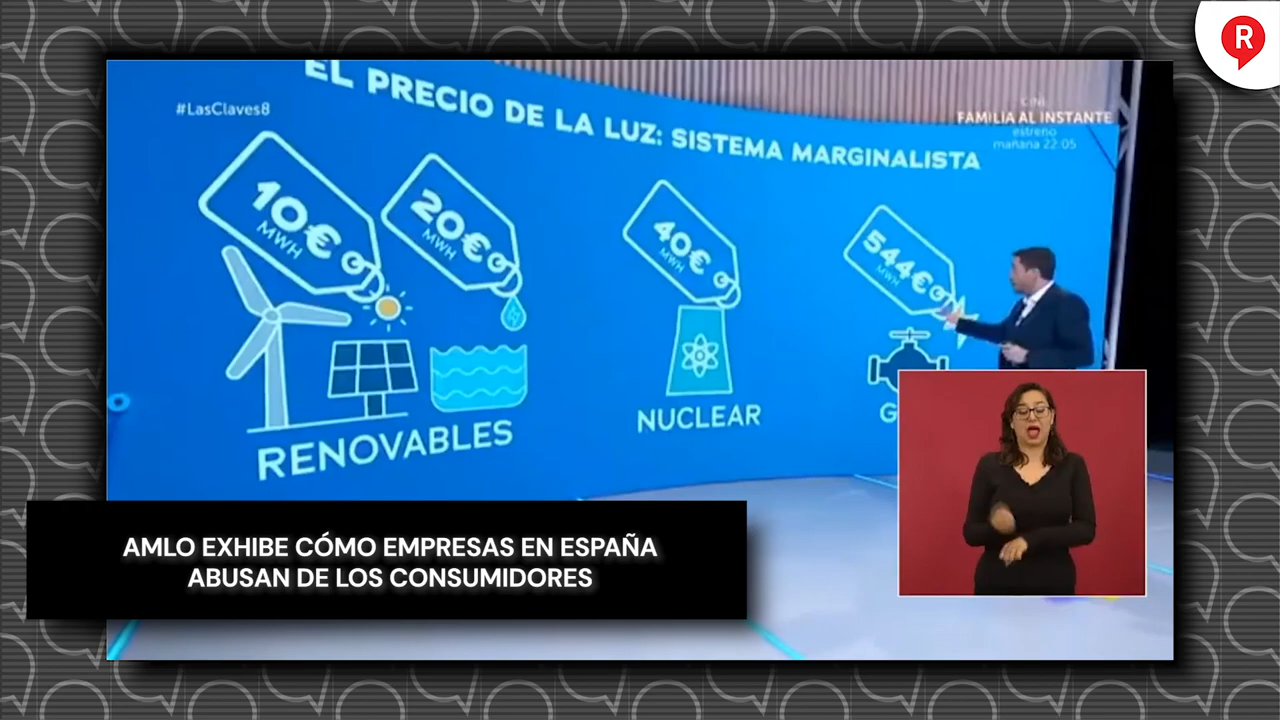 R
#LasClaves8
CINE
FAMILIA AL INSTANTE
estreno
mañana 22:05
EL PRECIO DE LA LUZ: SISTEMA MARGINALISTA
10€
MWH
20€
MWH
40€
MWH
544€
MWH
RENOVABLES
NUCLEAR
AMLO EXHIBE CÓMO EMPRESAS EN ESPAÑA
ABUSAN DE LOS CONSUMIDORES